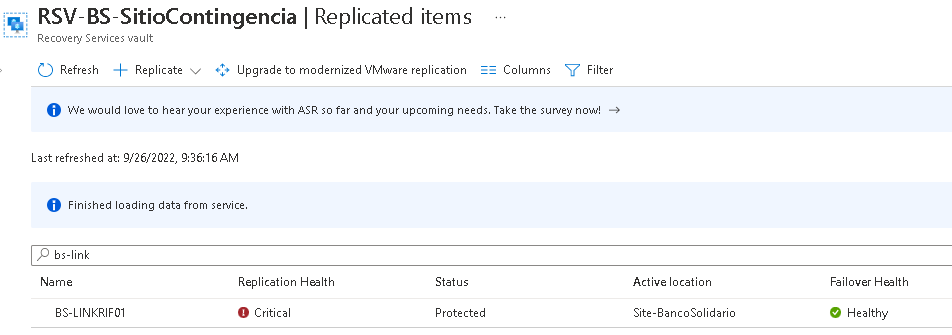 RSV-BS-SitioContingencia | Replicated items ...
Recovery Services vault
Refresh Replicate Upgrade to modernized VMware replication Columns Filter
We would love to hear your experience with ASR so far and your upcoming needs. Take the survey now! →
Last refreshed at: 9/26/2022, 9:36:16 AM
Finished loading data from service.
bs-link
Name Replication Health Status Active location Failover Health
BS-LINKRIF01 Critical Protected Site-BancoSolidario Healthy